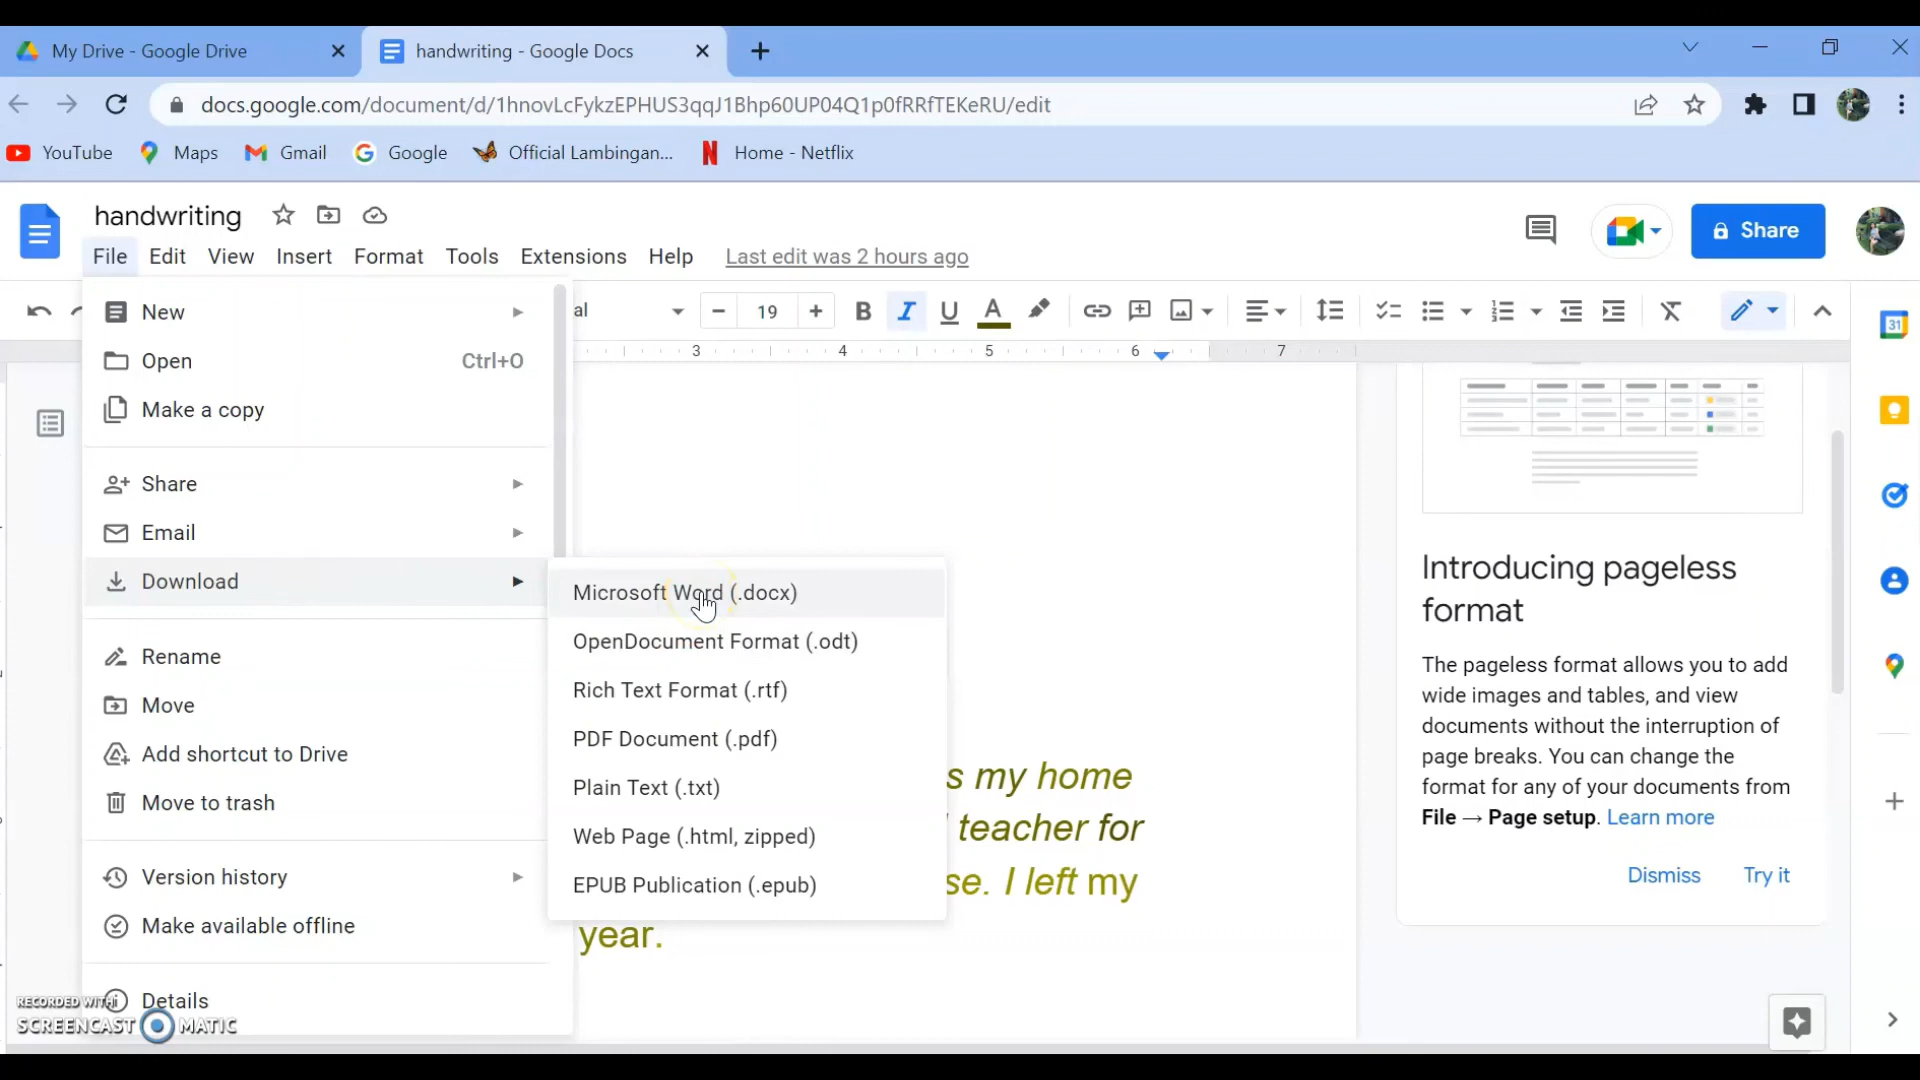 My Drive - Google Drive
handwriting - Google Docs
docs.google.com/document/d/1hnovLcFykzEPHUS3qqJ1Bhp60UP04Q1p0fRRfTEKeRU/edit
YouTube Maps Gmail Google Official Lambingan... Home - Netflix
handwriting
Share
File Edit View Insert Format Tools Extensions Help Last edit was 2 hours ago
al 19 B I U A
3 4 5 6 7
31
New
Open Ctrl+O
Make a copy
Share
Email
Download
Rename
Move
Add shortcut to Drive
Move to trash
Version history
Make available offline
Details
Microsoft Word (.docx)
OpenDocument Format (.odt)
Rich Text Format (.rtf)
PDF Document (.pdf)
Plain Text (.txt)
Web Page (.html, zipped)
EPUB Publication (.epub)
s my home
teacher for
se. I left my
year.
Introducing pageless
format
The pageless format allows you to add
wide images and tables, and view
documents without the interruption of
page breaks. You can change the
format for any of your documents from
File → Page setup. Learn more
Dismiss Try it
RECORDED WITH
SCREENCAST MATIC